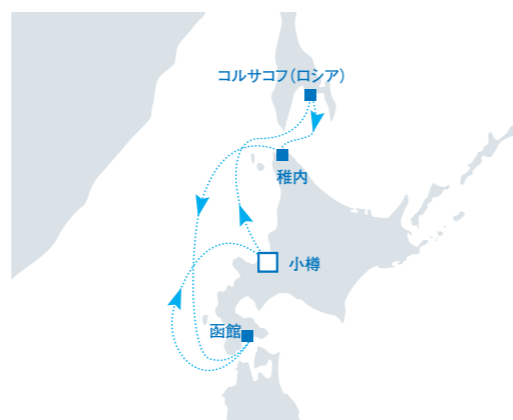 コルサコフ（ロシア）
稚内
小樽
函館